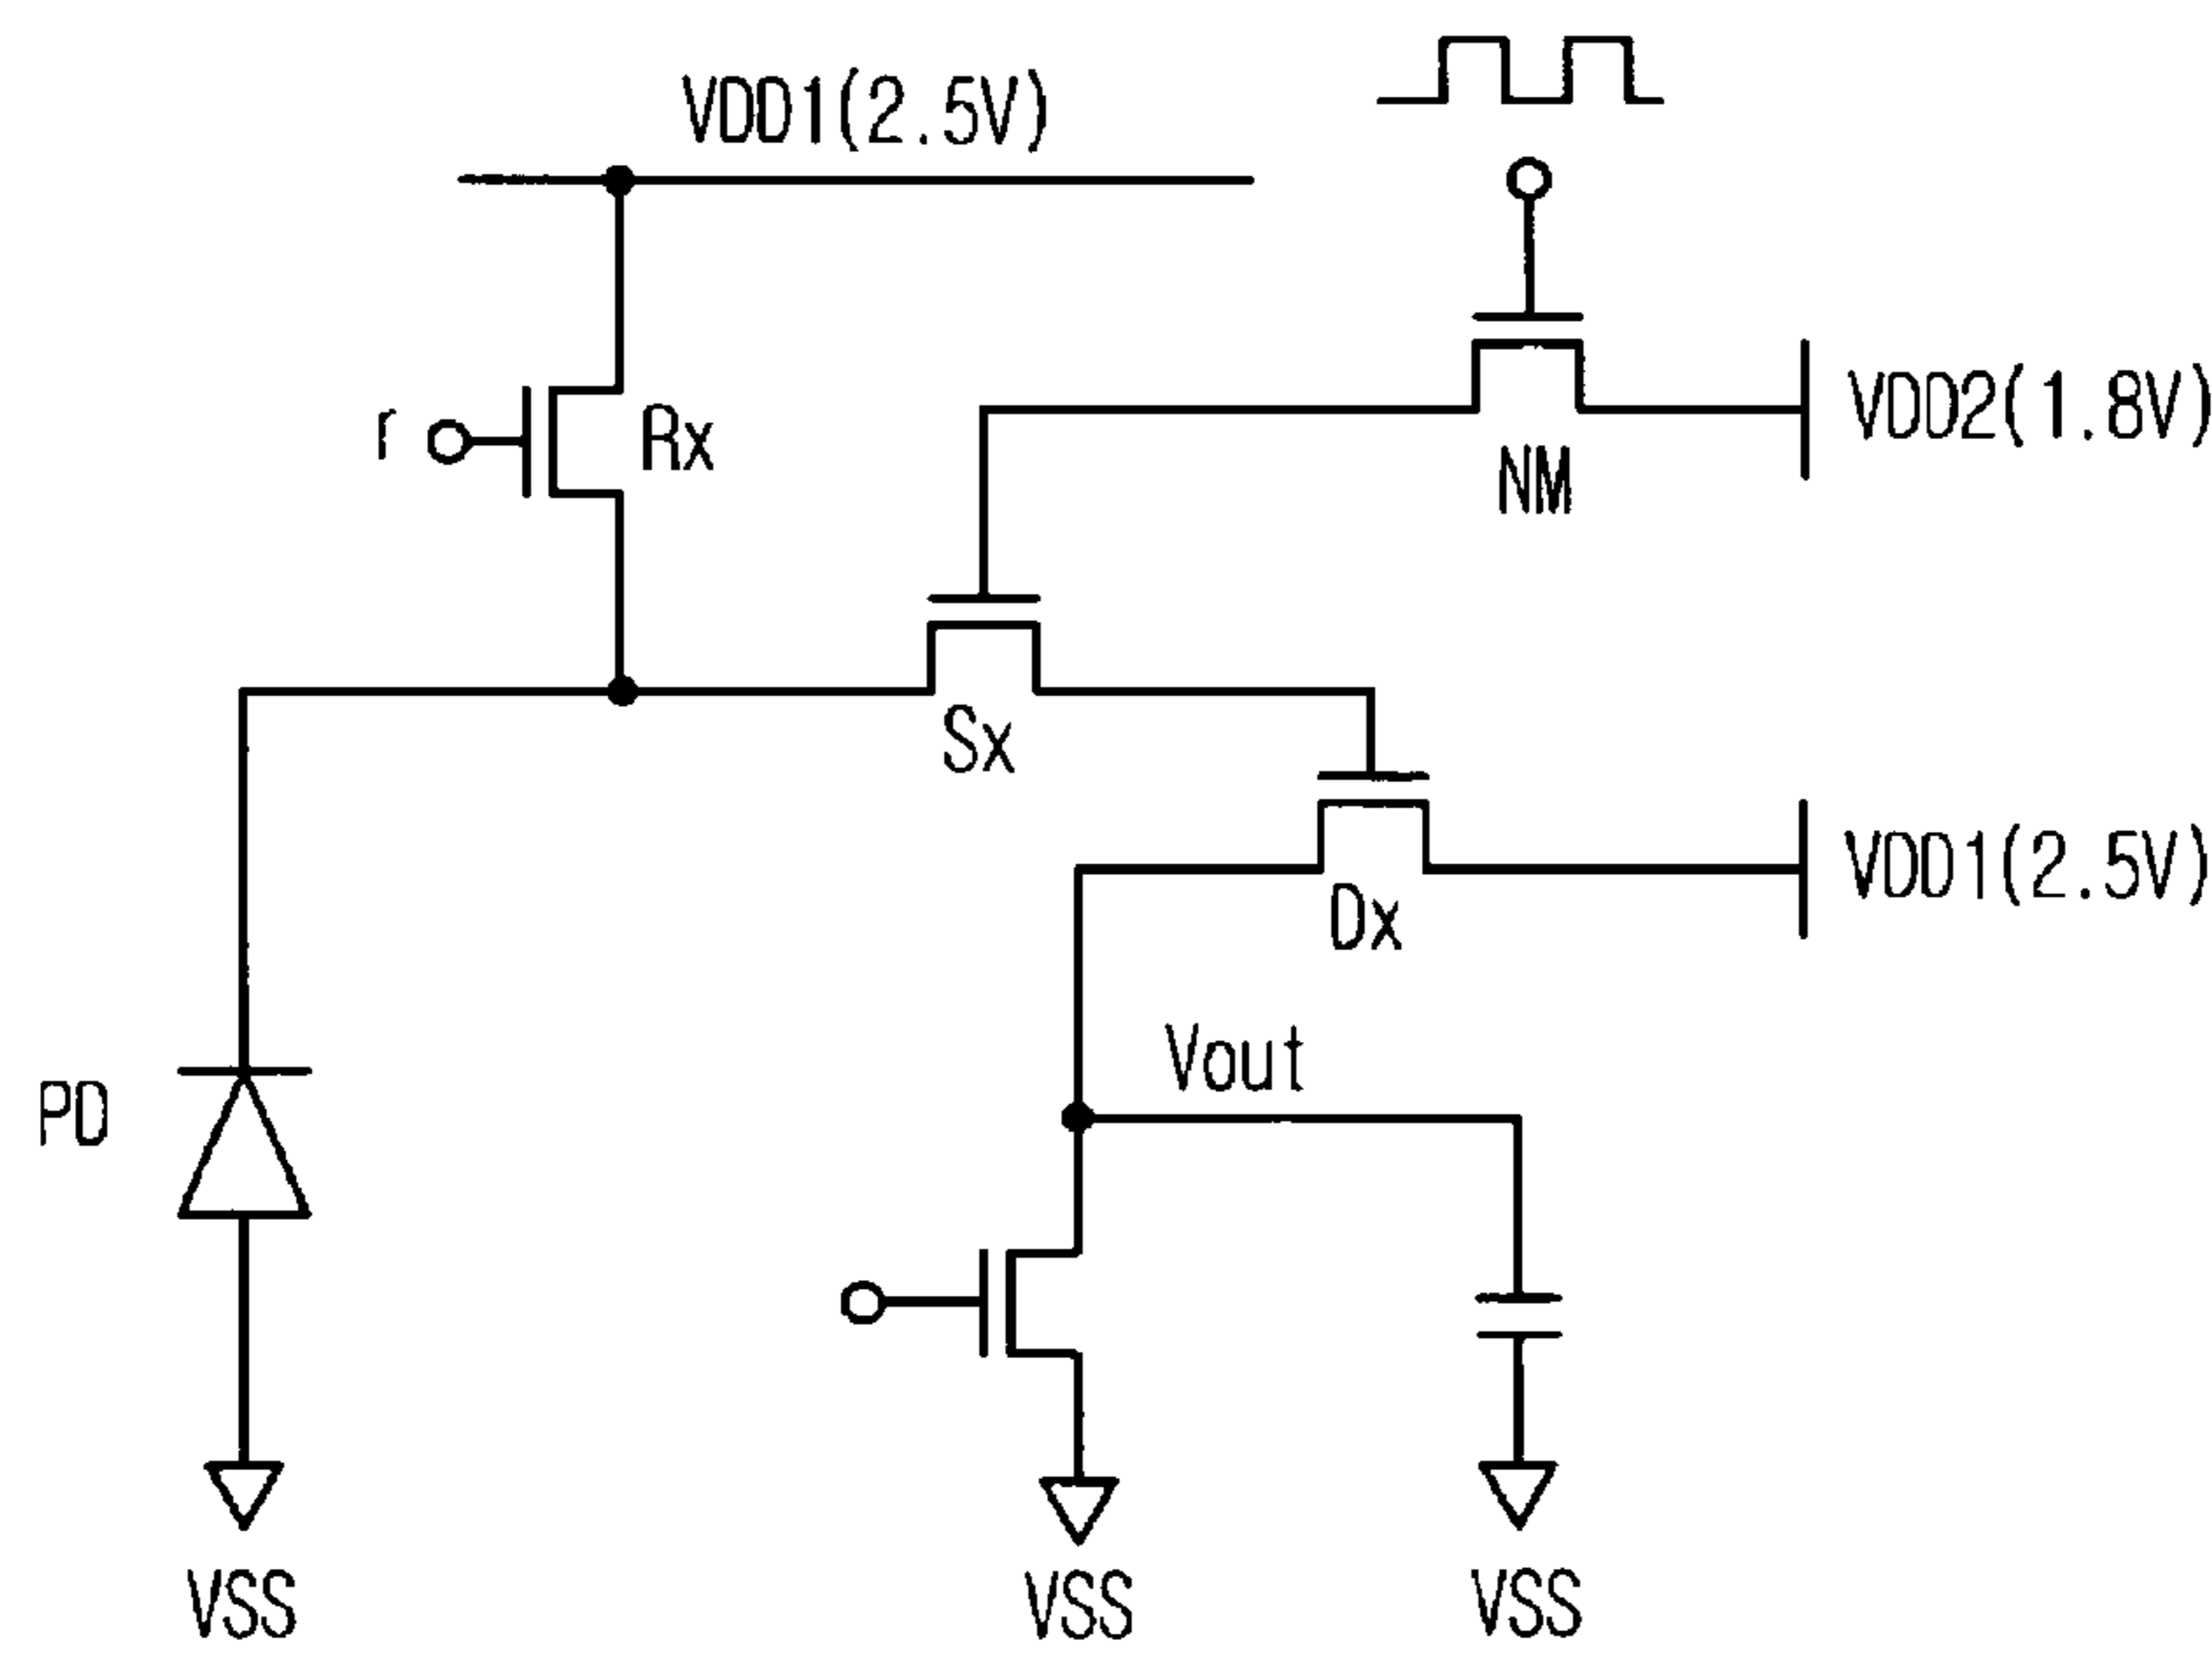 VDD1(2.5V)
r
Rx
VDD2(1.8V)
NM
Sx
VDD1(2.5V)
Dx
Vout
PD
VSS
VSS
VSS